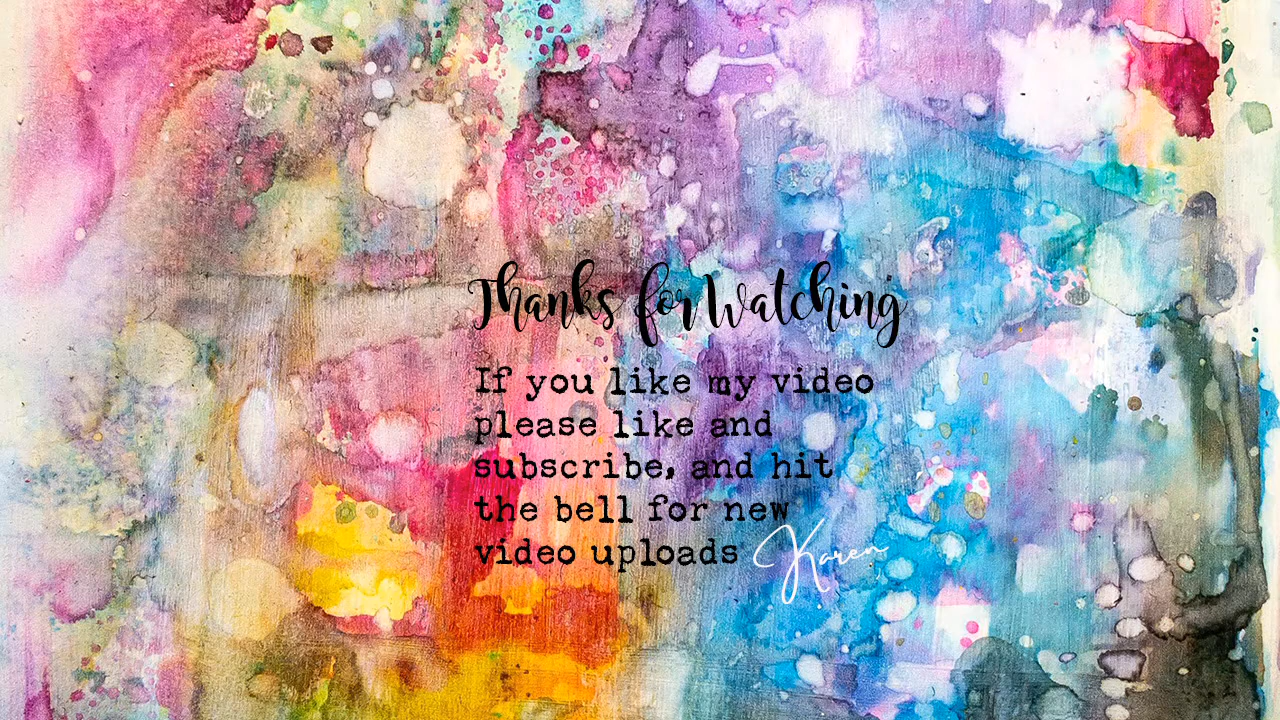 Thanks for Watching
If you like my video
please like and
subscribe, and hit
the bell for new
video uploads Karen